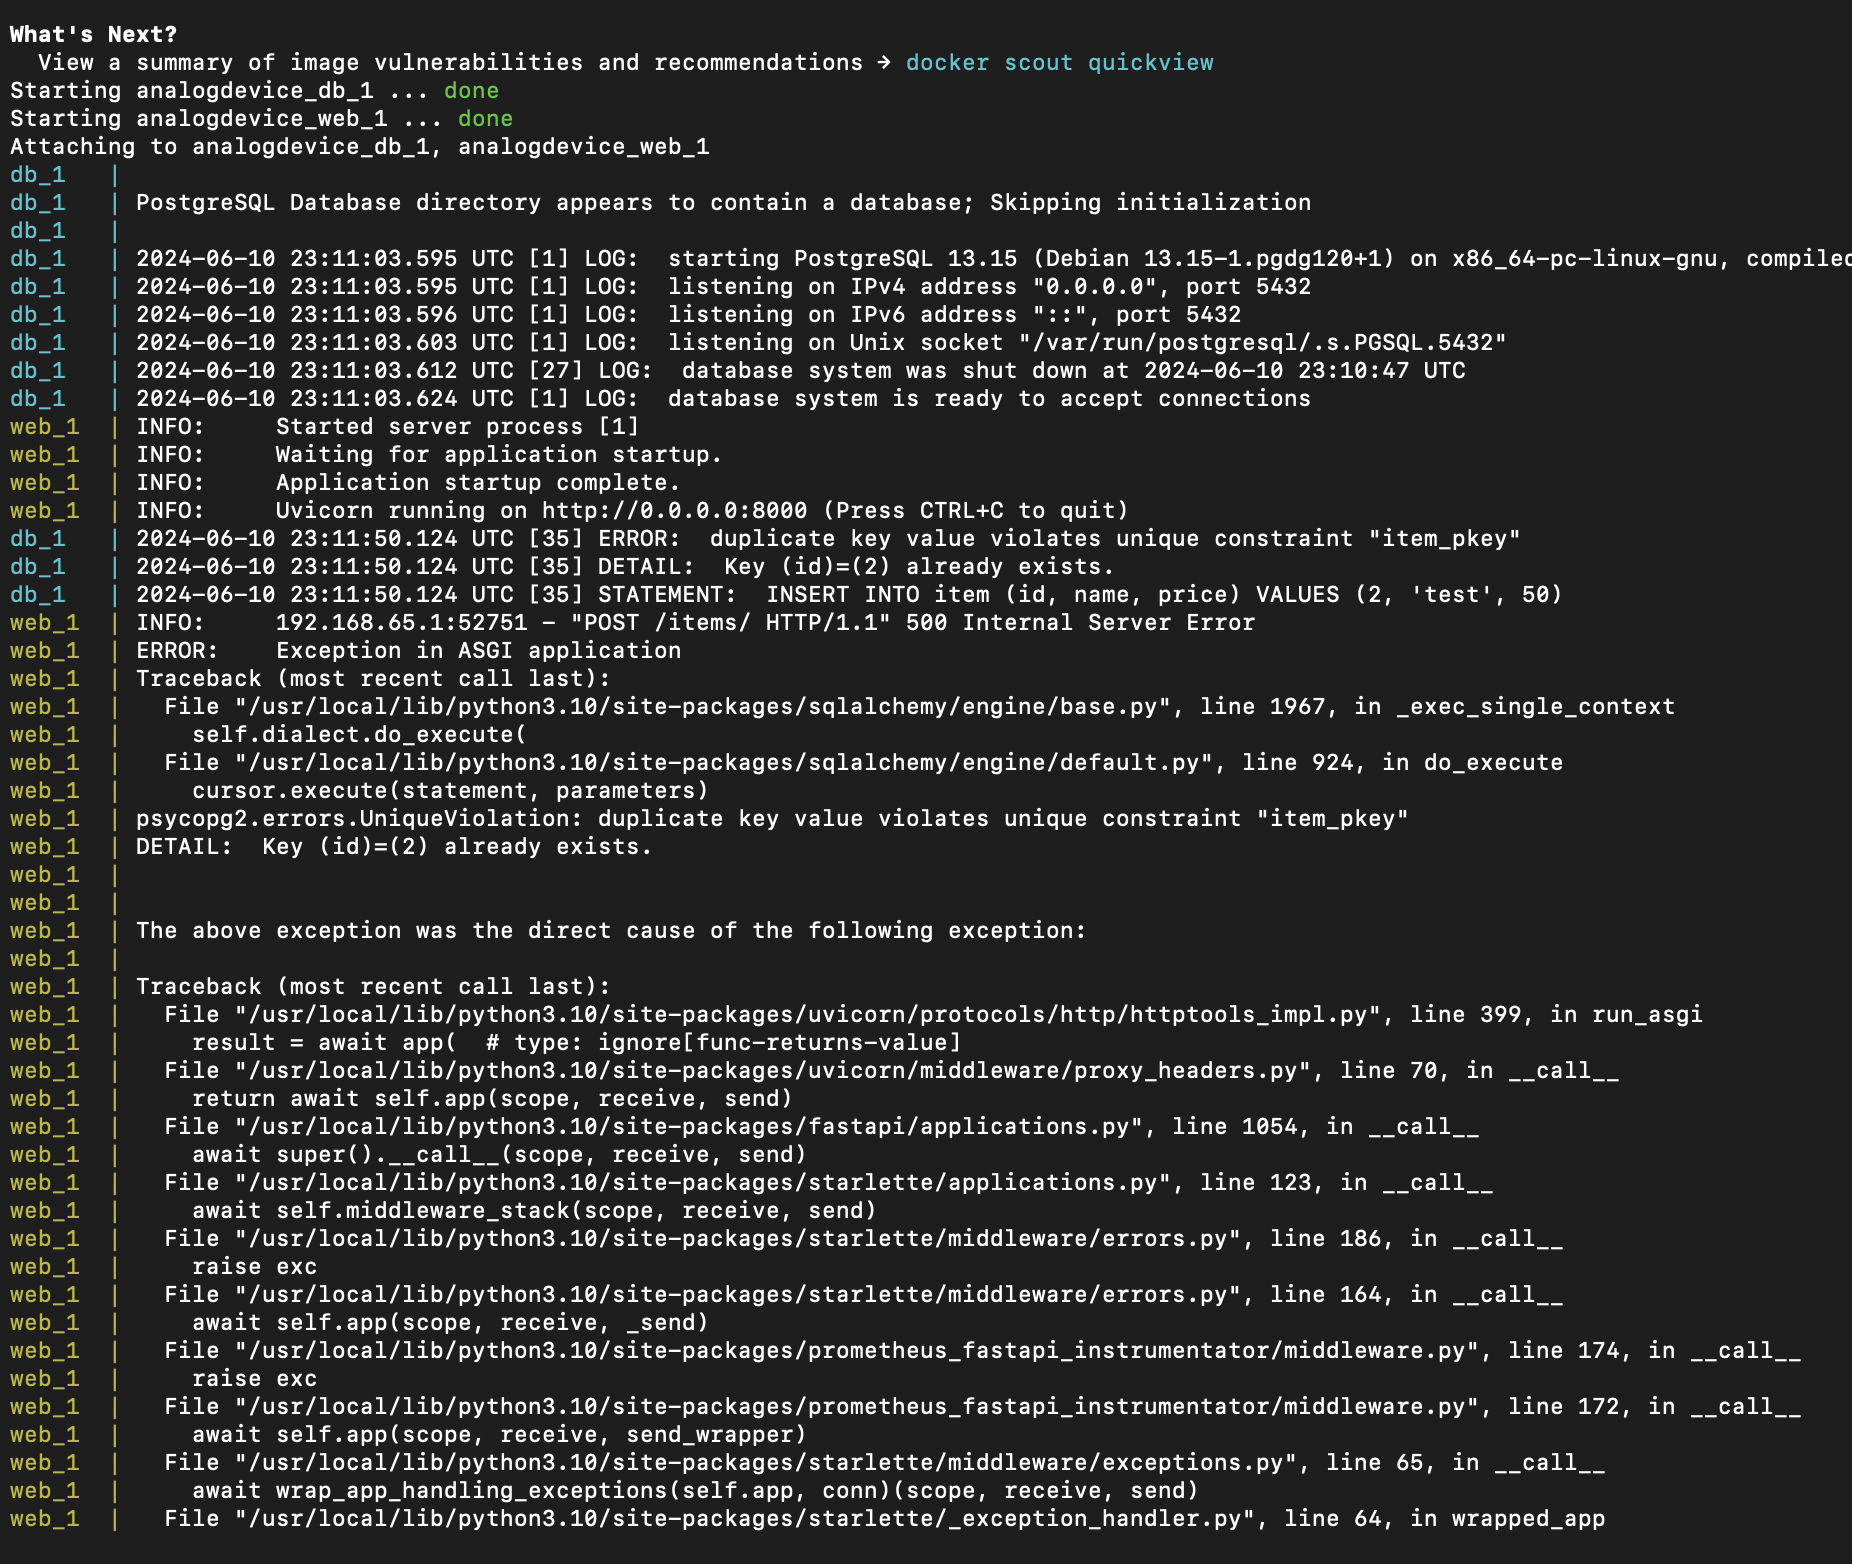 What's Next?
  View a summary of image vulnerabilities and recommendations → docker scout quickview
Starting analogdevice_db_1 ... done
Starting analogdevice_web_1 ... done
Attaching to analogdevice_db_1, analogdevice_web_1
db_1   |
db_1   | PostgreSQL Database directory appears to contain a database; Skipping initialization
db_1   |
db_1   | 2024-06-10 23:11:03.595 UTC [1] LOG:  starting PostgreSQL 13.15 (Debian 13.15-1.pgdg120+1) on x86_64-pc-linux-gnu, compiled
db_1   | 2024-06-10 23:11:03.595 UTC [1] LOG:  listening on IPv4 address "0.0.0.0", port 5432
db_1   | 2024-06-10 23:11:03.596 UTC [1] LOG:  listening on IPv6 address "::", port 5432
db_1   | 2024-06-10 23:11:03.603 UTC [1] LOG:  listening on Unix socket "/var/run/postgresql/.s.PGSQL.5432"
db_1   | 2024-06-10 23:11:03.612 UTC [27] LOG:  database system was shut down at 2024-06-10 23:10:47 UTC
db_1   | 2024-06-10 23:11:03.624 UTC [1] LOG:  database system is ready to accept connections
web_1  | INFO:     Started server process [1]
web_1  | INFO:     Waiting for application startup.
web_1  | INFO:     Application startup complete.
web_1  | INFO:     Uvicorn running on http://0.0.0.0:8000 (Press CTRL+C to quit)
db_1   | 2024-06-10 23:11:50.124 UTC [35] ERROR:  duplicate key value violates unique constraint "item_pkey"
db_1   | 2024-06-10 23:11:50.124 UTC [35] DETAIL:  Key (id)=(2) already exists.
db_1   | 2024-06-10 23:11:50.124 UTC [35] STATEMENT:  INSERT INTO item (id, name, price) VALUES (2, 'test', 50)
web_1  | INFO:     192.168.65.1:52751 - "POST /items/ HTTP/1.1" 500 Internal Server Error
web_1  | ERROR:    Exception in ASGI application
web_1  | Traceback (most recent call last):
web_1  |   File "/usr/local/lib/python3.10/site-packages/sqlalchemy/engine/base.py", line 1967, in _exec_single_context
web_1  |     self.dialect.do_execute(
web_1  |   File "/usr/local/lib/python3.10/site-packages/sqlalchemy/engine/default.py", line 924, in do_execute
web_1  |     cursor.execute(statement, parameters)
web_1  | psycopg2.errors.UniqueViolation: duplicate key value violates unique constraint "item_pkey"
web_1  | DETAIL:  Key (id)=(2) already exists.
web_1  |
web_1  |
web_1  | The above exception was the direct cause of the following exception:
web_1  |
web_1  | Traceback (most recent call last):
web_1  |   File "/usr/local/lib/python3.10/site-packages/uvicorn/protocols/http/httptools_impl.py", line 399, in run_asgi
web_1  |     result = await app(  # type: ignore[func-returns-value]
web_1  |   File "/usr/local/lib/python3.10/site-packages/uvicorn/middleware/proxy_headers.py", line 70, in __call__
web_1  |     return await self.app(scope, receive, send)
web_1  |   File "/usr/local/lib/python3.10/site-packages/fastapi/applications.py", line 1054, in __call__
web_1  |     await super().__call__(scope, receive, send)
web_1  |   File "/usr/local/lib/python3.10/site-packages/starlette/applications.py", line 123, in __call__
web_1  |     await self.middleware_stack(scope, receive, send)
web_1  |   File "/usr/local/lib/python3.10/site-packages/starlette/middleware/errors.py", line 186, in __call__
web_1  |     raise exc
web_1  |   File "/usr/local/lib/python3.10/site-packages/starlette/middleware/errors.py", line 164, in __call__
web_1  |     await self.app(scope, receive, _send)
web_1  |   File "/usr/local/lib/python3.10/site-packages/prometheus_fastapi_instrumentator/middleware.py", line 174, in __call__
web_1  |     raise exc
web_1  |   File "/usr/local/lib/python3.10/site-packages/prometheus_fastapi_instrumentator/middleware.py", line 172, in __call__
web_1  |     await self.app(scope, receive, send_wrapper)
web_1  |   File "/usr/local/lib/python3.10/site-packages/starlette/middleware/exceptions.py", line 65, in __call__
web_1  |     await wrap_app_handling_exceptions(self.app, conn)(scope, receive, send)
web_1  |   File "/usr/local/lib/python3.10/site-packages/starlette/_exception_handler.py", line 64, in wrapped_app